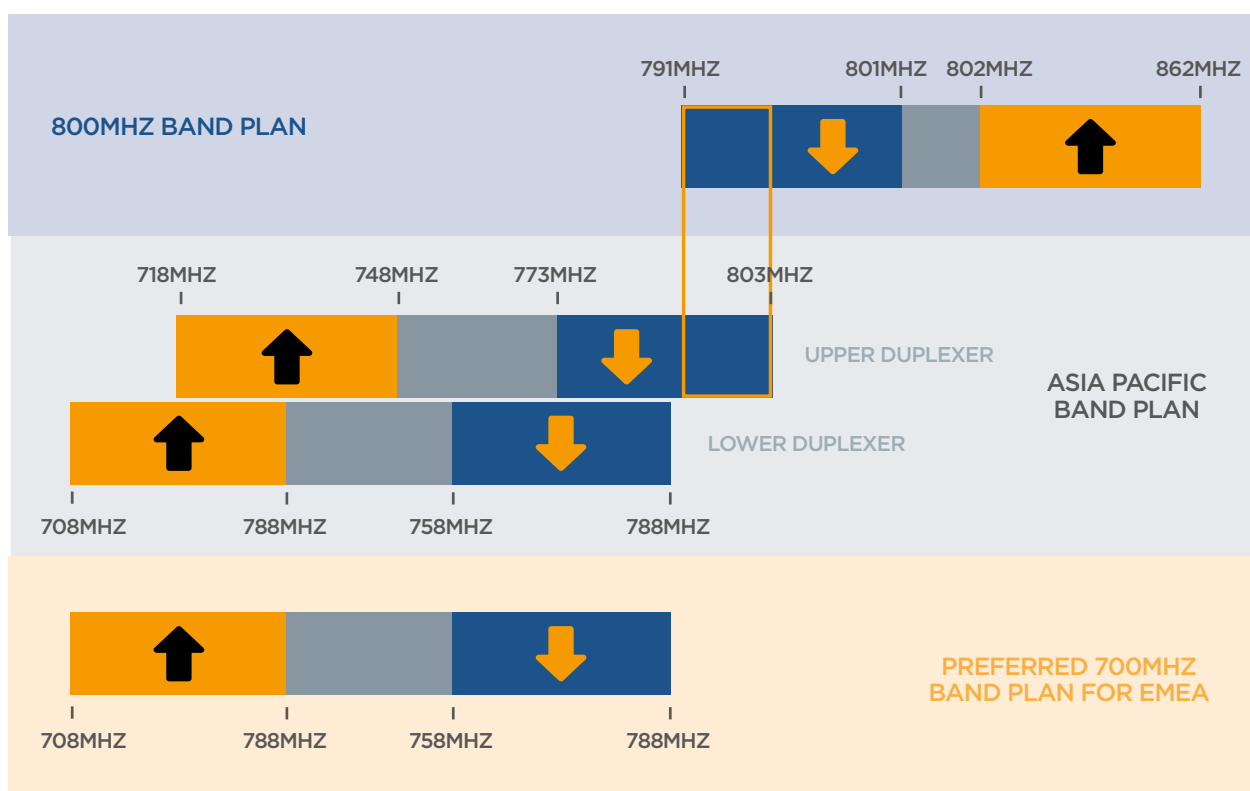 791MHZ 801MHZ 802MHZ 862MHZ
800MHZ BAND PLAN
718MHZ 748MHZ 773MHZ 803MHZ
UPPER DUPLEXER
ASIA PACIFIC
BAND PLAN
LOWER DUPLEXER
708MHZ 788MHZ 758MHZ 788MHZ
PREFERRED 700MHZ
BAND PLAN FOR EMEA
708MHZ 788MHZ 758MHZ 788MHZ